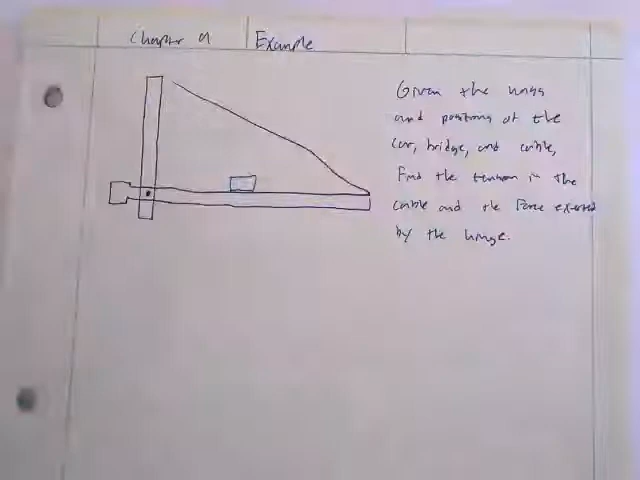 Chapter 9 Example
Given the mass
and positions of the
car, bridge, and cable,
find the tension in the
cable and the force exerted
by the hinge.